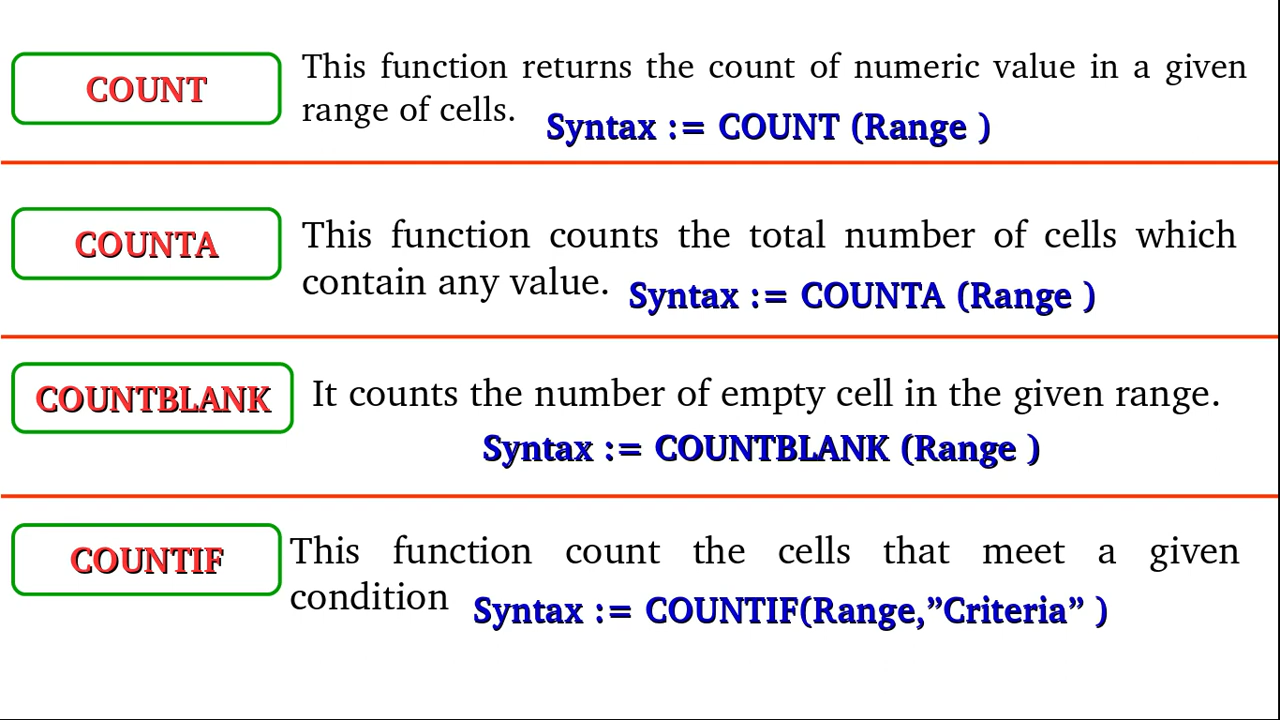 COUNT
This function returns the count of numeric value in a given
range of cells. Syntax := COUNT (Range )
COUNTA
This function counts the total number of cells which
contain any value. Syntax := COUNTA (Range )
COUNTBLANK
It counts the number of empty cell in the given range.
Syntax := COUNTBLANK (Range )
COUNTIF
This function count the cells that meet a given
condition Syntax := COUNTIF(Range,”Criteria” )